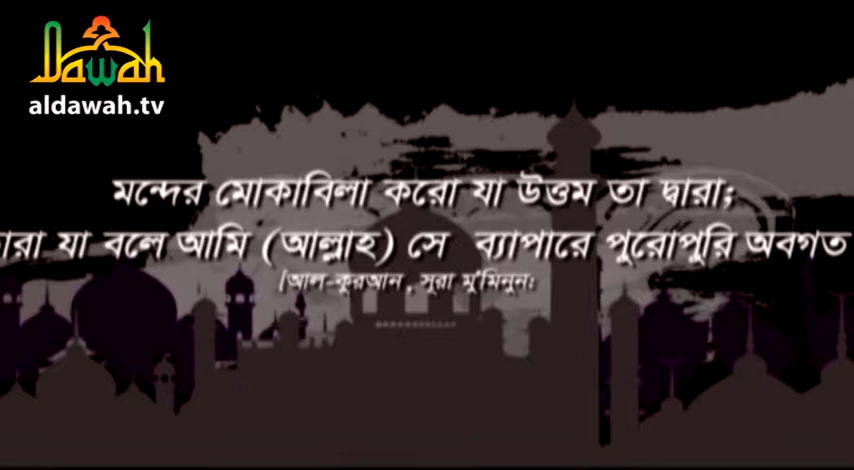 Dawah
aldawah.tv
মন্দের মোকাবিলা করো যা উত্তম তা দ্বারা;
যা বলে আমি (আল্লাহ) সে ব্যাপারে পুরোপুরি অবগত
[আল-কুরআন, সূরা মু'মিনুন: